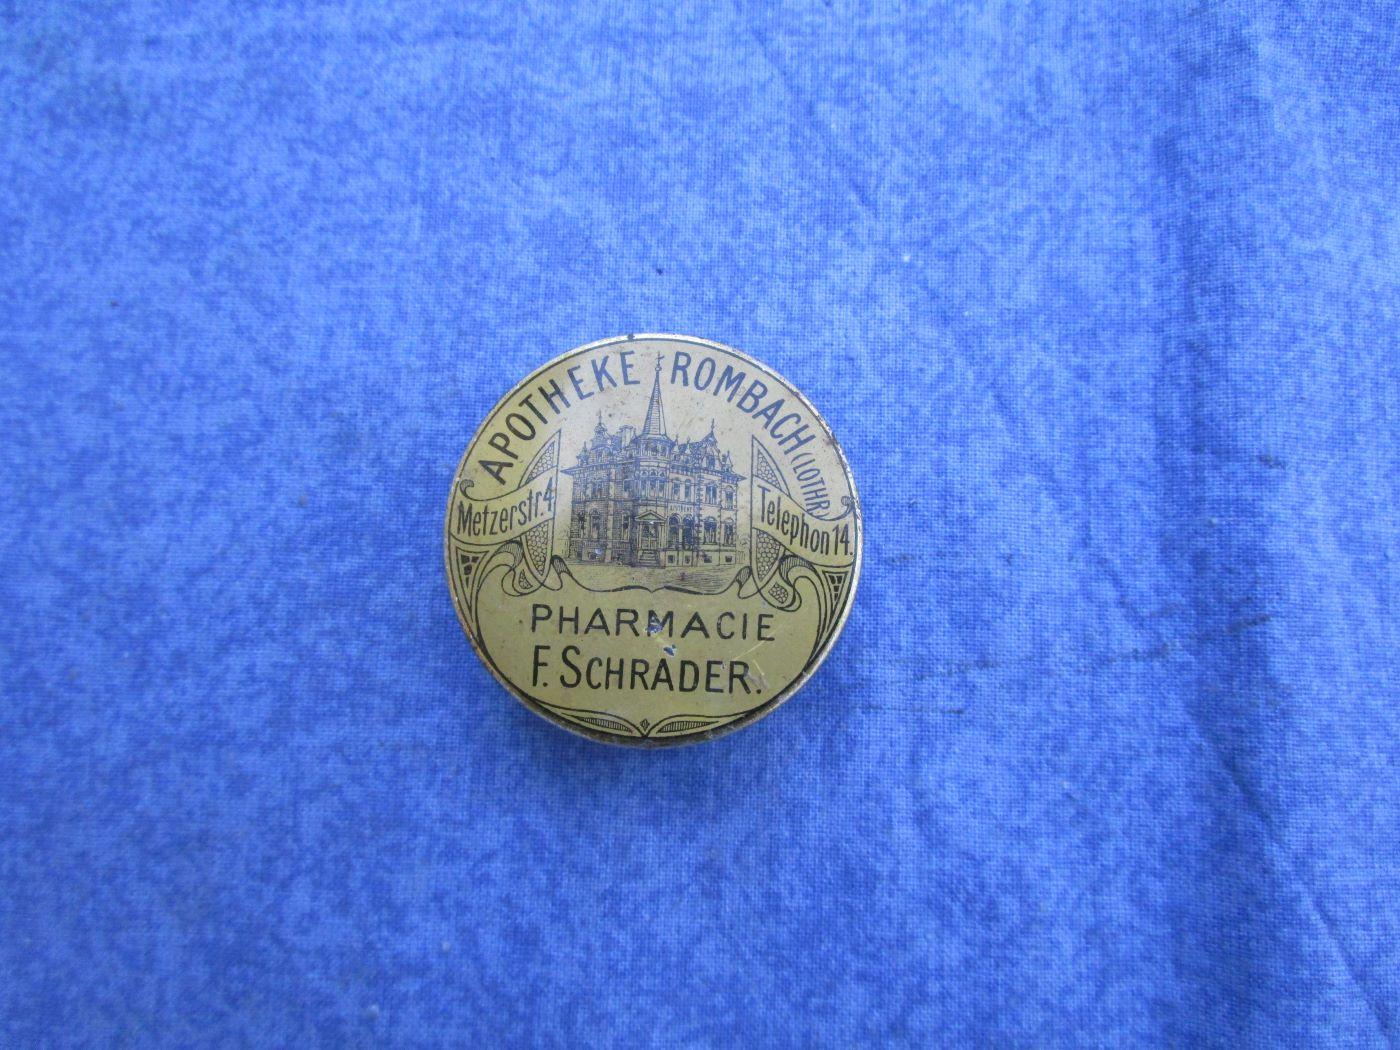 APOTHEKE ROMBACH (LOTHR)
Metzerstr. 4
Telephon 14.
PHARMACIE
F. SCHRADER.